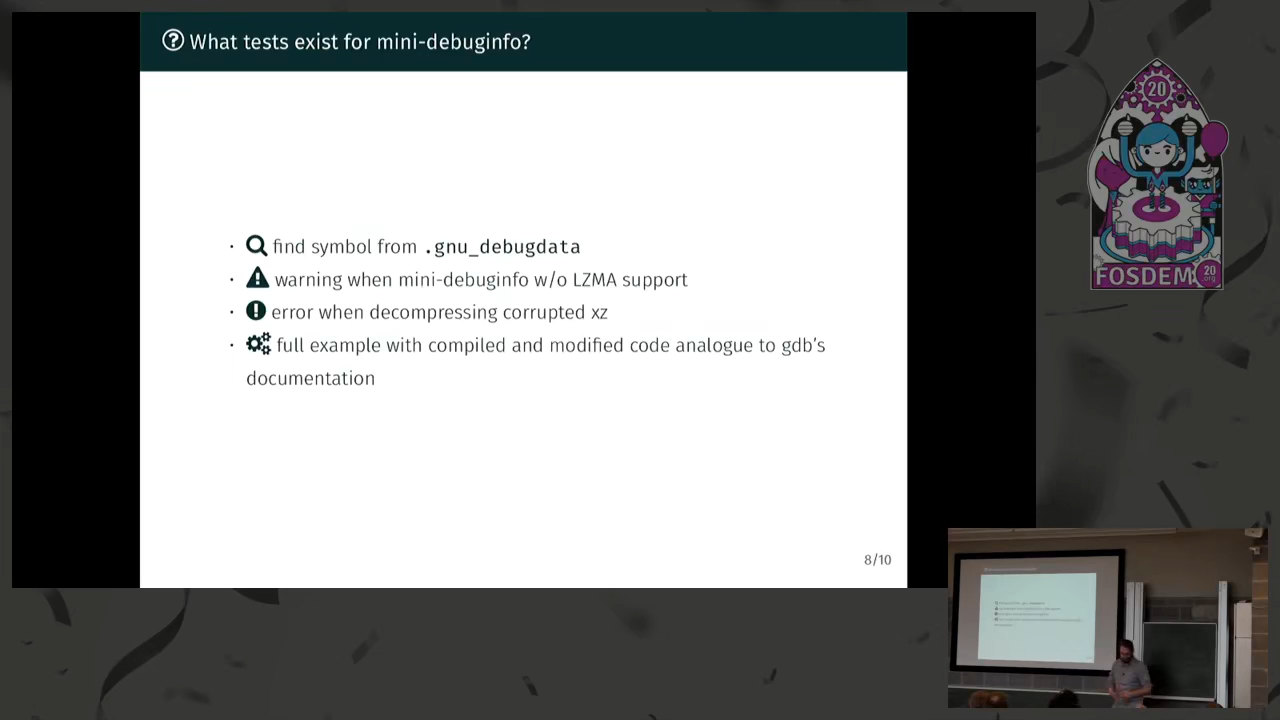 What tests exist for mini-debuginfo?
· find symbol from .gnu_debugdata
· warning when mini-debuginfo w/o LZMA support
· error when decompressing corrupted xz
· full example with compiled and modified code analogue to gdb's
documentation
8/10
20
FOSDEM
20
.org